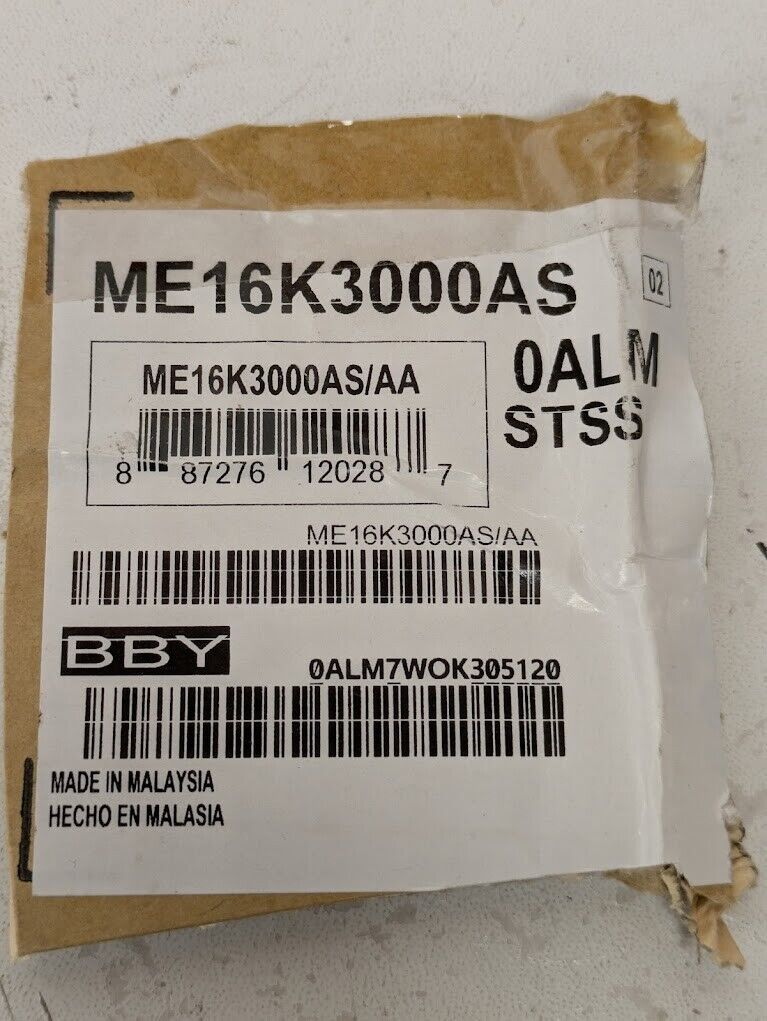 ME16K3000AS
02
0ALM
STSS
ME16K3000AS/AA
8 87276 12028 7
ME16K3000AS/AA
BBY
0ALM7WOK305120
MADE IN MALAYSIA
HECHO EN MALASIA